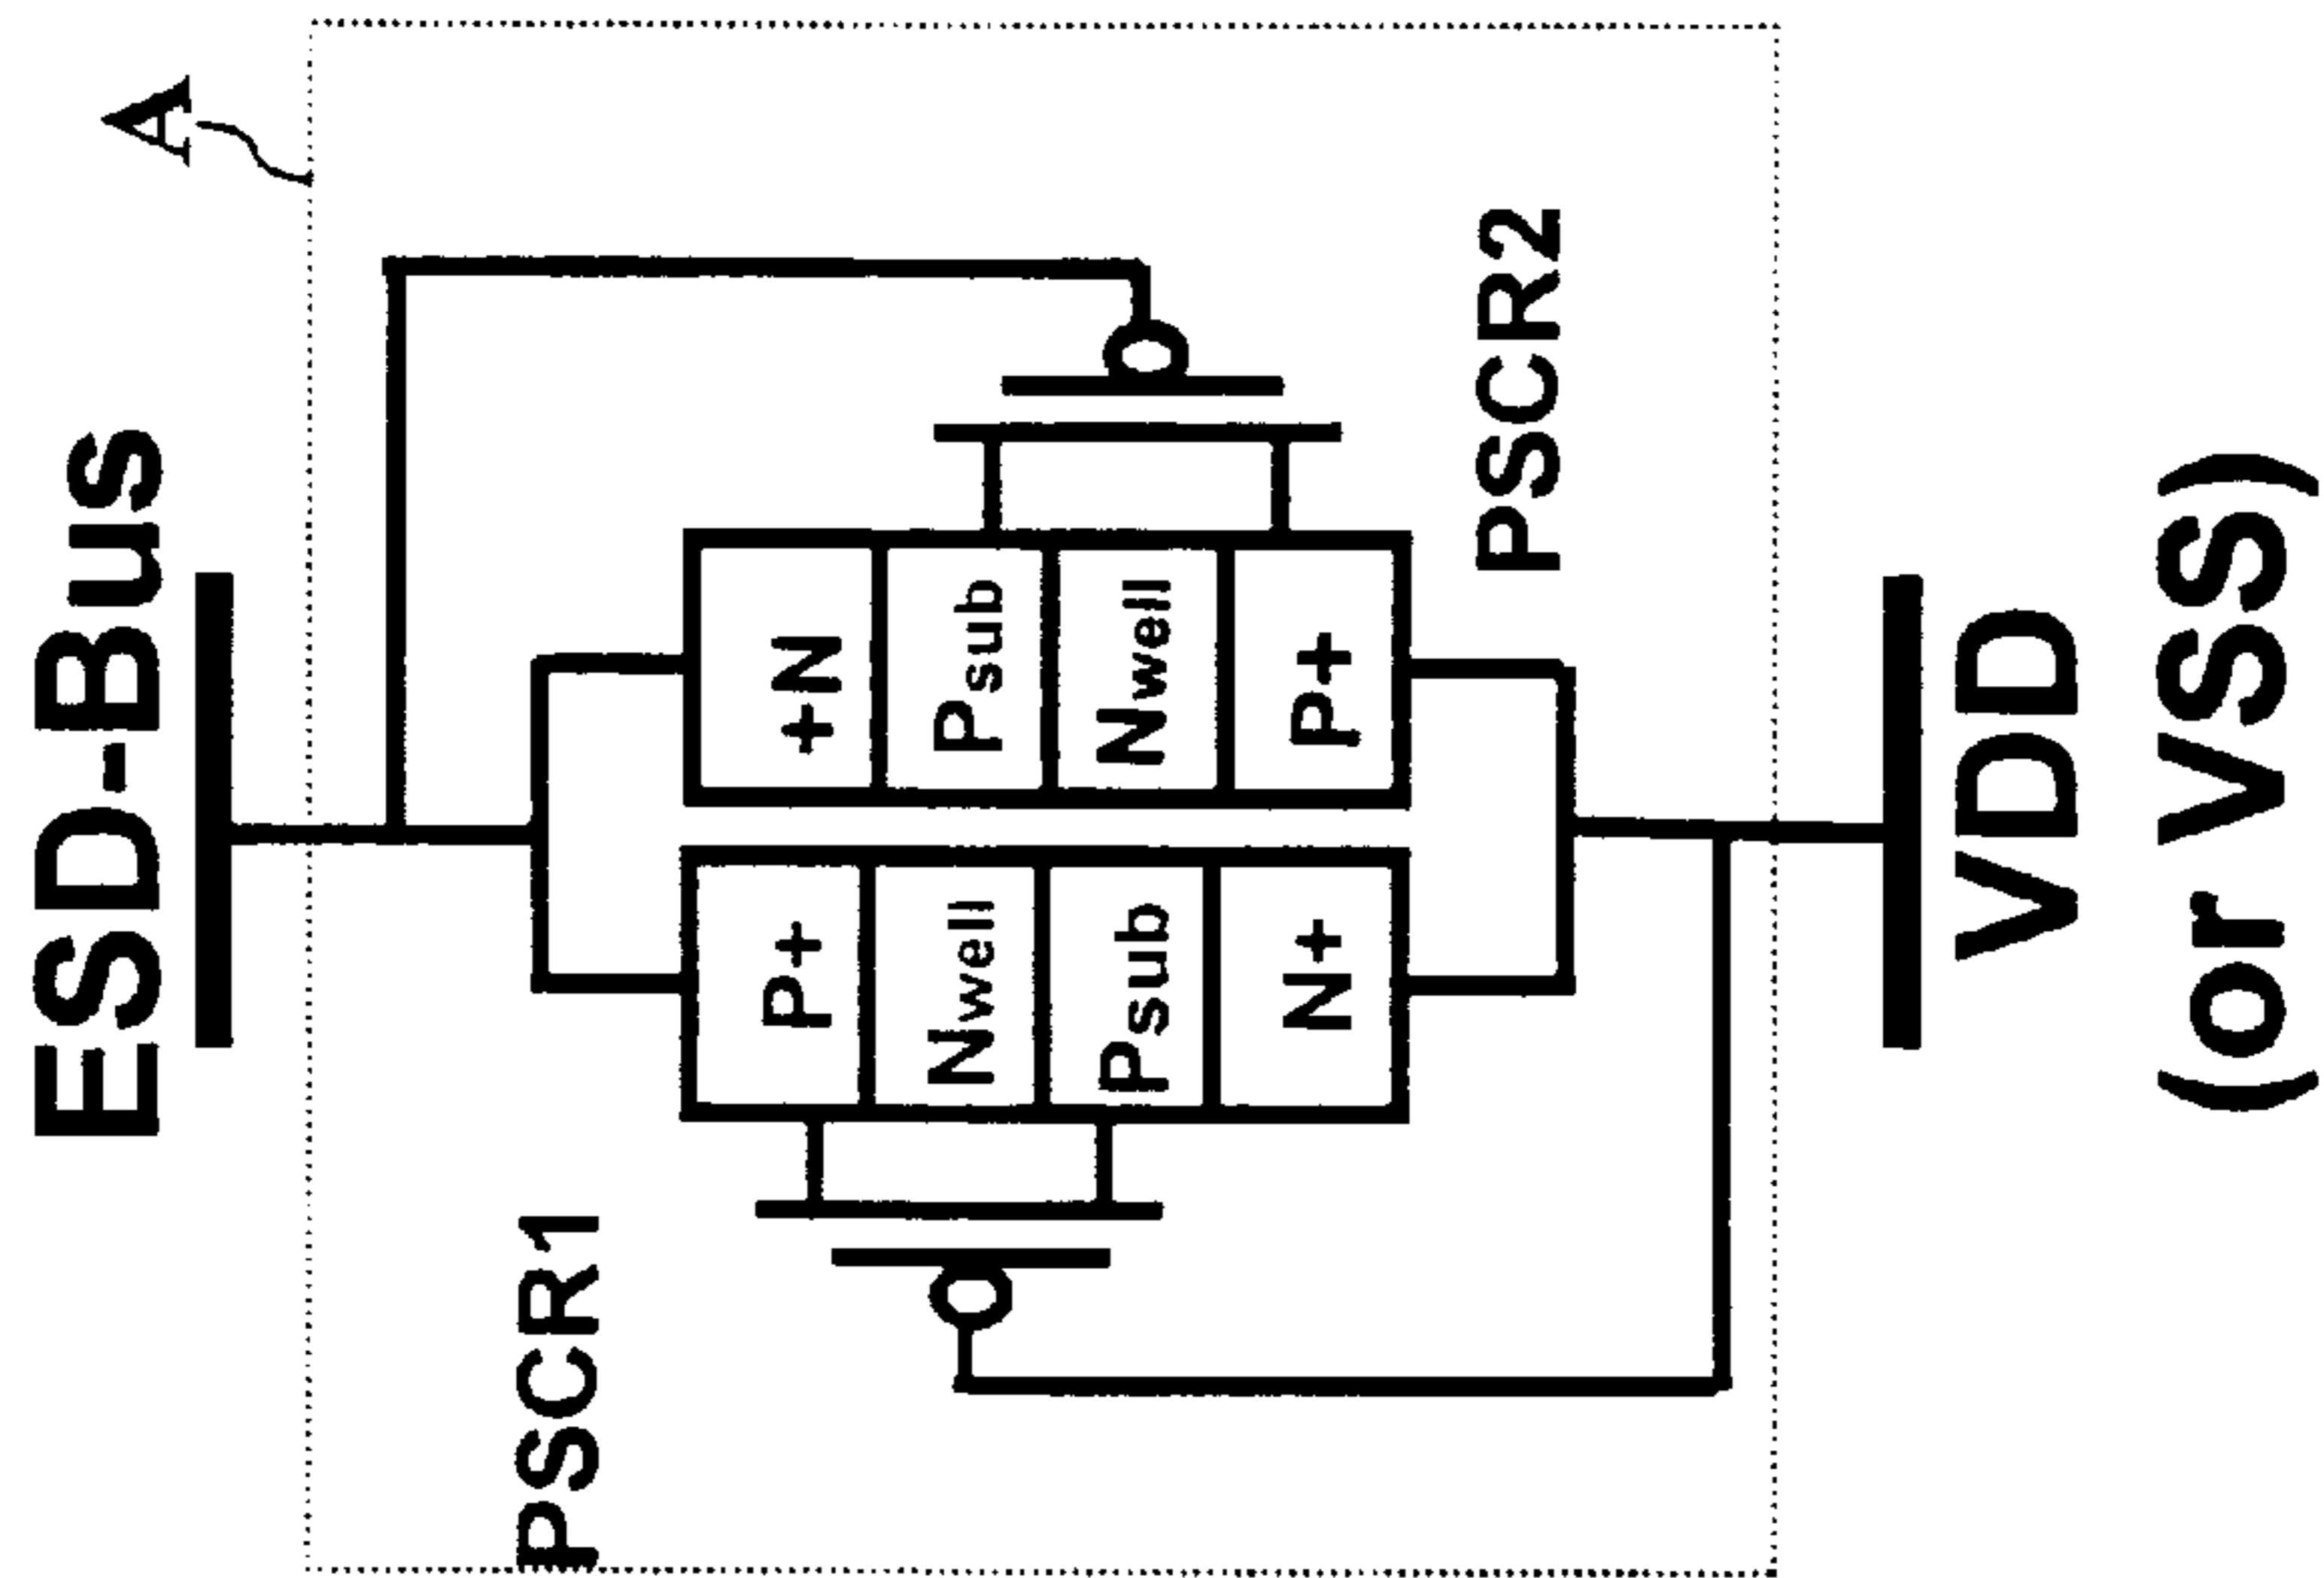 ESD-Bus
A
PSCR1
P+
Nwell
Psub
N+
+N
Psub
Nwell
P+
PSCR2
VDD
(or VSS)